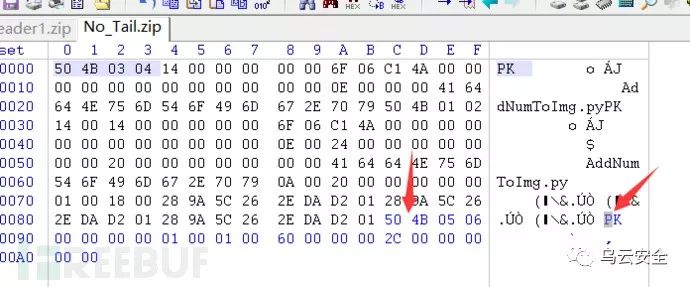 eader1.zip No_Tail.zip
set 0 1 2 3 4 5 6 7 8 9 A B C D E F
0000 50 4B 03 04 14 00 00 00 00 00 6F 06 C1 4A 00 00 PK o ÁJ
0010 00 00 00 00 00 00 00 00 00 00 0E 00 00 00 41 64 Ad
0020 64 4E 75 6D 54 6F 49 6D 67 2E 70 79 50 4B 01 02 dNumToImg.pyPK
0030 14 00 14 00 00 00 00 00 6F 06 C1 4A 00 00 00 00 o ÁJ
0040 00 00 00 00 00 00 00 00 0E 00 24 00 00 00 00 00 $
0050 00 00 20 00 00 00 00 00 00 00 41 64 64 4E 75 6D AddNum
0060 54 6F 49 6D 67 2E 70 79 0A 00 20 00 00 00 00 00 ToImg.py
0070 01 00 18 00 28 9A 5C 26 2E DA D2 01 28 9A 5C 26 (\&.ÚÒ ( \&
0080 2E DA D2 01 28 9A 5C 26 2E DA D2 01 50 4B 05 06 .ÚÒ ( \&.ÚÒ PK
0090 00 00 00 00 01 00 01 00 60 00 00 00 2C 00 00 00 ` ,
00A0 00 00
REEBUF
乌云安全